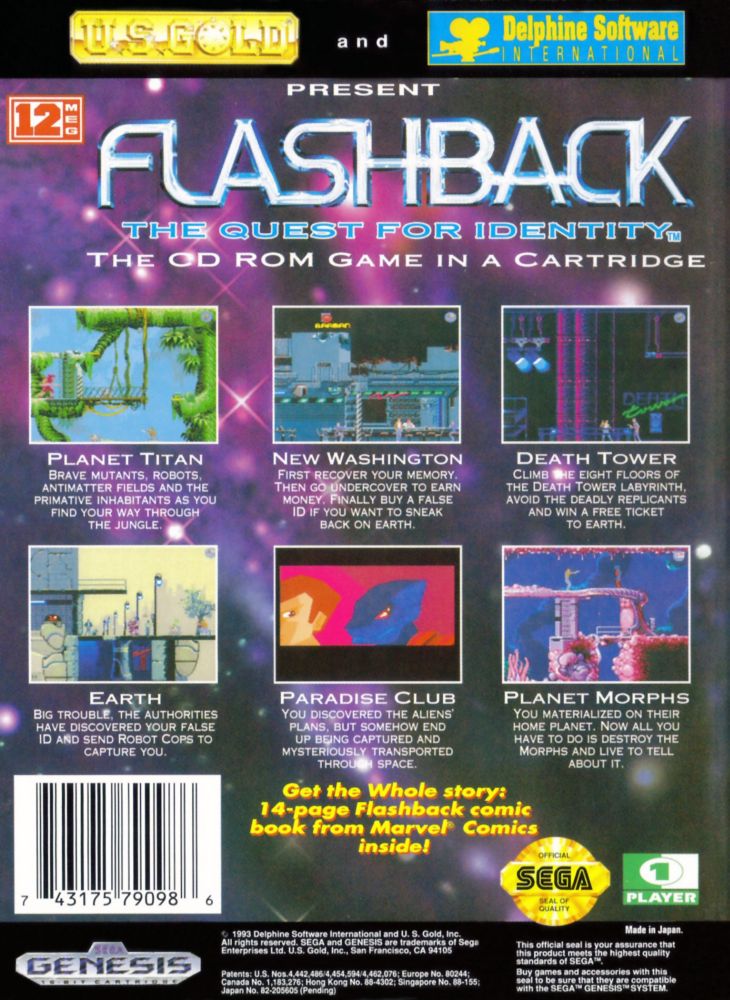 U.S. GOLD
and
Delphine Software
INTERNATIONAL
PRESENT
12 MEG
FLASHBACK
THE QUEST FOR IDENTITY™
THE CD ROM GAME IN A CARTRIDGE
BARMAN
DEATH
Tower
PLANET TITAN
BRAVE MUTANTS, ROBOTS,
ANTIMATTER FIELDS AND THE
PRIMATIVE INHABITANTS AS YOU
FIND YOUR WAY THROUGH
THE JUNGLE.
NEW WASHINGTON
FIRST RECOVER YOUR MEMORY.
THEN GO UNDERCOVER TO EARN
MONEY. FINALLY BUY A FALSE
ID IF YOU WANT TO SNEAK
BACK ON EARTH.
DEATH TOWER
CLIMB THE EIGHT FLOORS OF
THE DEATH TOWER LABYRINTH,
AVOID THE DEADLY REPLICANTS
AND WIN A FREE TICKET
TO EARTH.
EARTH
BIG TROUBLE, THE AUTHORITIES
HAVE DISCOVERED YOUR FALSE
ID AND SEND ROBOT COPS TO
CAPTURE YOU.
PARADISE CLUB
YOU DISCOVERED THE ALIENS'
PLANS, BUT SOMEHOW END
UP BEING CAPTURED AND
MYSTERIOUSLY TRANSPORTED
THROUGH SPACE.
PLANET MORPHS
YOU MATERIALIZED ON THEIR
HOME PLANET. NOW ALL YOU
HAVE TO DO IS DESTROY THE
MORPHS AND LIVE TO TELL
ABOUT IT.
Get the Whole story:
14-page Flashback comic
book from Marvel® Comics
inside!
7 43175 79098 6
OFFICIAL
SEGA
SEAL OF
QUALITY
1
PLAYER
Made in Japan.
SEGA
GENESIS
16-BIT CARTRIDGE
© 1993 Delphine Software International and U. S. Gold, Inc.
All rights reserved. SEGA and GENESIS are trademarks of Sega
Enterprises Ltd. U.S. Gold, Inc., San Francisco, CA 94105
Patents: U.S. Nos.4,442,486/4,454,594/4,462,076; Europe No. 80244;
Canada No. 1,183,276; Hong Kong No. 88-4302; Singapore No. 88-155;
Japan No. 82-205605 (Pending)
This official seal is your assurance that
this product meets the highest quality
standards of SEGA™.
Buy games and accessories with this
seal to be sure that they are compatible
with the SEGA™ GENESIS™ SYSTEM.